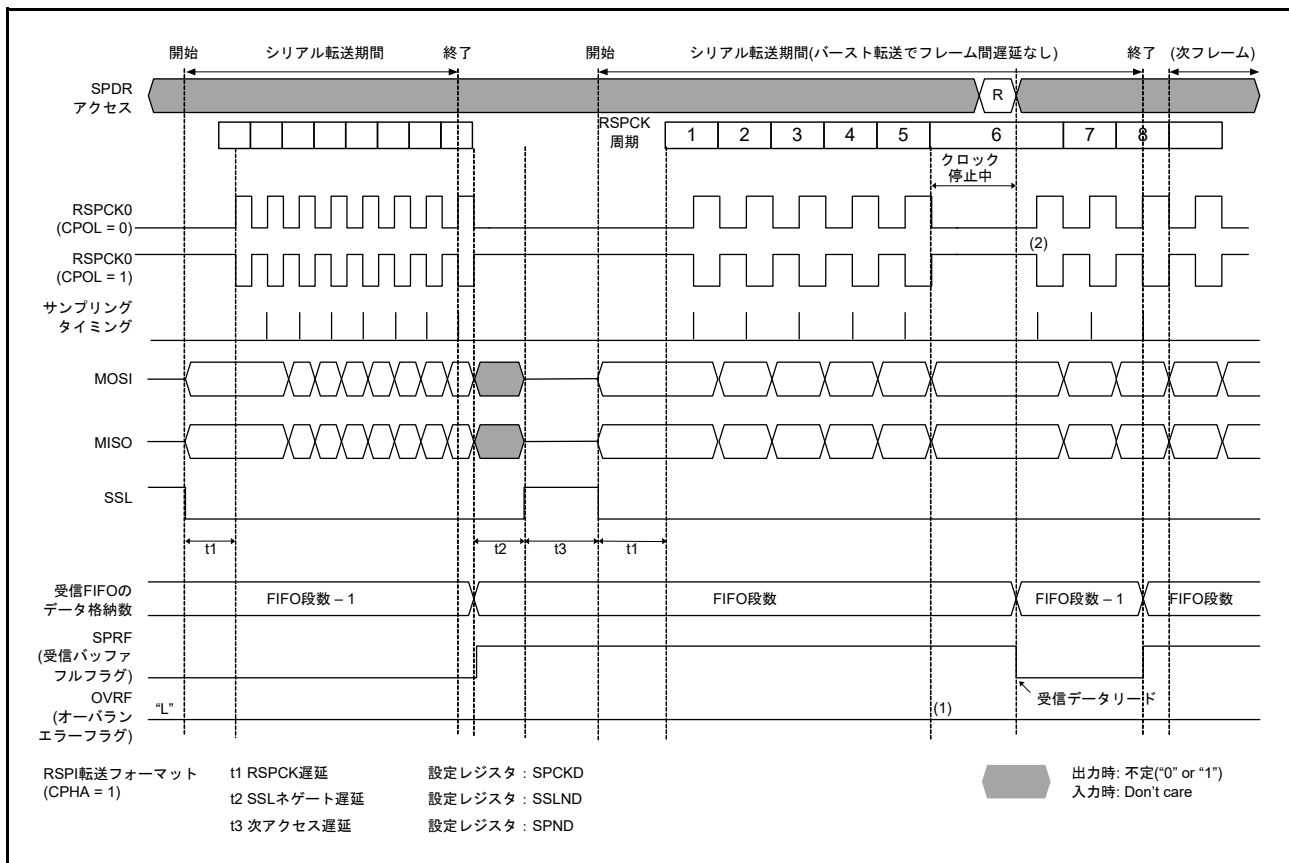 開始
シリアル転送期間
終了
開始
シリアル転送期間(バースト転送でフレーム間遅延なし)
終了
(次フレーム)
SPDR
アクセス
R
RSPCK
周期
1 2 3 4 5 6 7 8
クロック
停止中
RSPCK0
(CPOL = 0)
RSPCK0
(CPOL = 1)
(2)
サンプリング
タイミング
MOSI
MISO
SSL
t1
t2
t3
t1
受信FIFOの
データ格納数
FIFO段数 – 1
FIFO段数
FIFO段数 – 1
FIFO段数
SPRF
(受信バッファ
フルフラグ)
受信データリード
OVRF
(オーバラン
エラーフラグ)
“L”
(1)
RSPI転送フォーマット
(CPHA = 1)
t1 RSPCK遅延 設定レジスタ : SPCKD
t2 SSLネゲート遅延 設定レジスタ : SSLND
t3 次アクセス遅延 設定レジスタ : SPND
出力時: 不定(“0” or “1”)
入力時: Don’t care